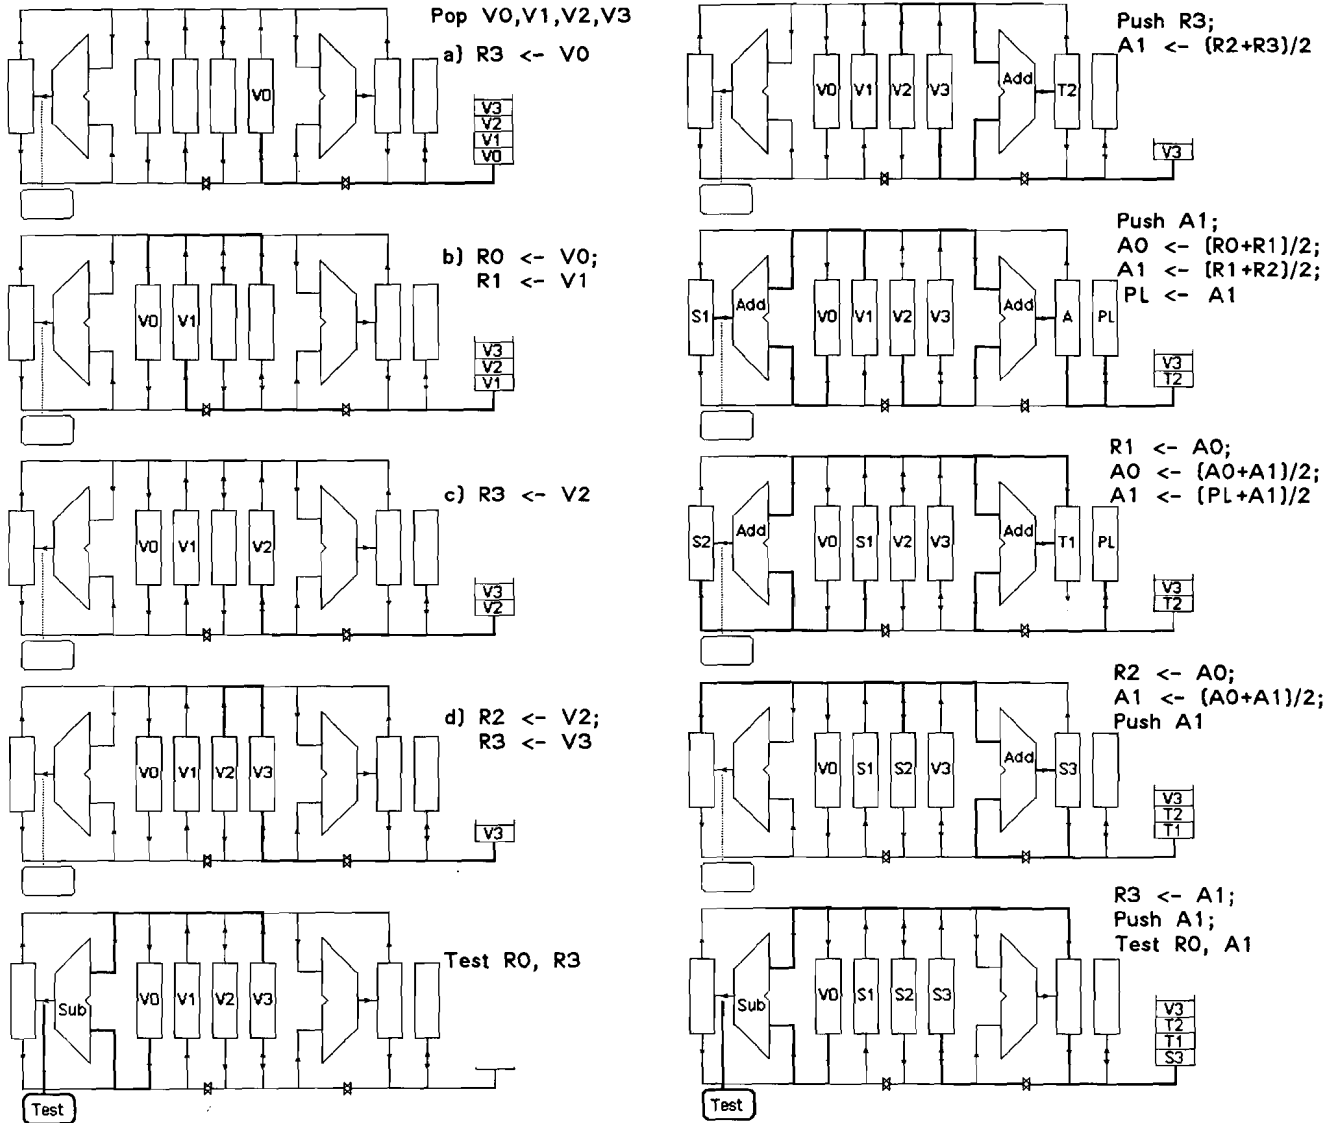 Pop V0,V1,V2,V3
a) R3 <- V0
V0
V3
V2
V1
V0
b) R0 <- V0;
R1 <- V1
V0 V1
V3
V2
V1
c) R3 <- V2
V0 V1 V2
V3
V2
d) R2 <- V2;
R3 <- V3
V0 V1 V2 V3
V3
Test R0, R3
Sub V0 V1 V2 V3
Test
Push R3;
A1 <- (R2+R3)/2
V0 V1 V2 V3 Add T2
V3
Push A1;
A0 <- (R0+R1)/2;
A1 <- (R1+R2)/2;
PL <- A1
S1 Add V0 V1 V2 V3 Add A PL
V3
T2
R1 <- A0;
A0 <- (A0+A1)/2;
A1 <- (PL+A1)/2
S2 Add V0 S1 V2 V3 Add T1 PL
V3
T2
R2 <- A0;
A1 <- (A0+A1)/2;
Push A1
V0 S1 S2 V3 Add S3
V3
T2
T1
R3 <- A1;
Push A1;
Test R0, A1
Sub V0 S1 S2 S3
V3
T2
T1
S3
Test